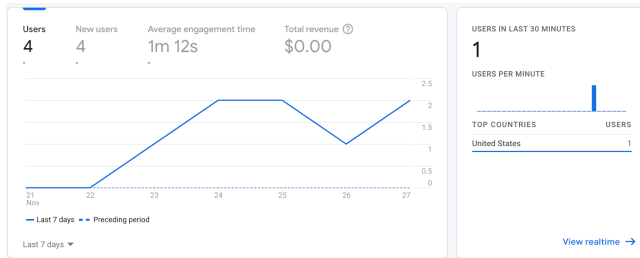 Users New users Average engagement time Total revenue
4 4 1m 12s $0.00
2.5
2
1.5
1
0.5
0
21 22 23 24 25 26 27
Nov
Last 7 days Preceding period
Last 7 days
USERS IN LAST 30 MINUTES
1
USERS PER MINUTE
TOP COUNTRIES USERS
United States 1
View realtime